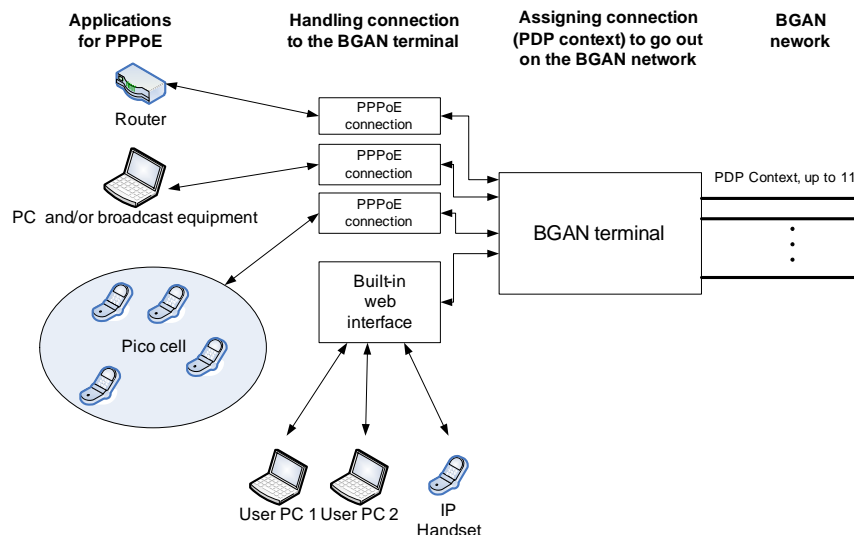 Applications
for PPPoE
Handling connection
to the BGAN terminal
Assigning connection
(PDP context) to go out
on the BGAN network
BGAN
nework
Router
PPPoE
connection
PPPoE
connection
PPPoE
connection
PC and/or broadcast equipment
BGAN terminal
PDP Context, up to 11
Built-in
web
interface
Pico cell
User PC 1
User PC 2
IP
Handset